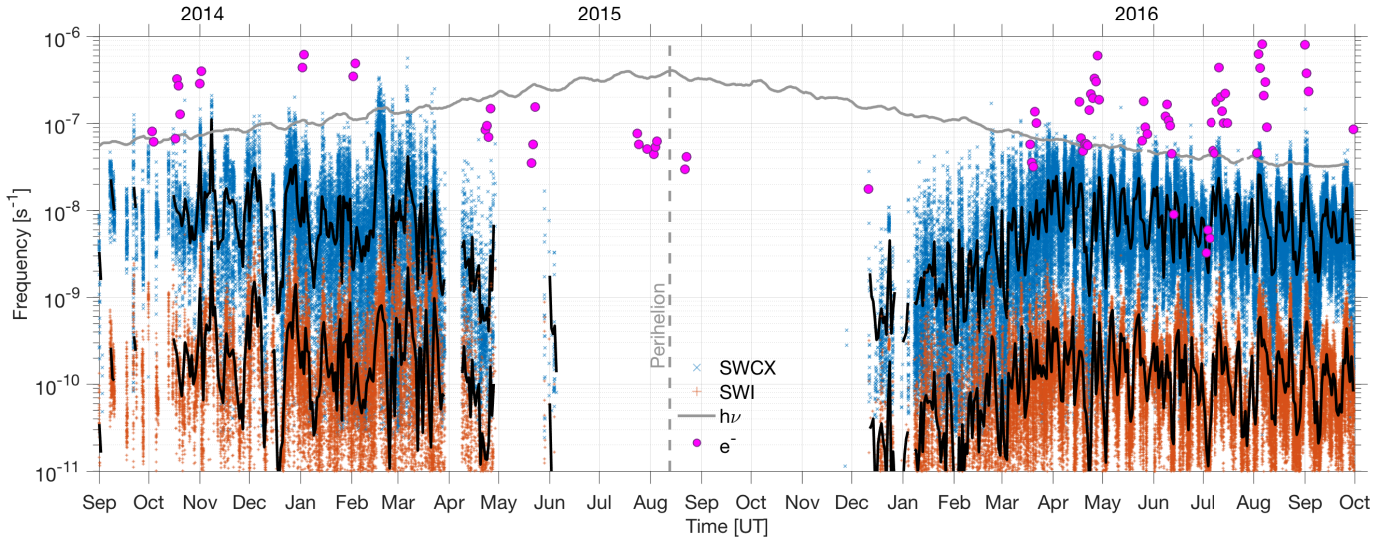 2014 2015 2016
10⁻⁶
10⁻⁷
10⁻⁸
10⁻⁹
10⁻¹⁰
10⁻¹¹
Frequency [s⁻¹]
Perihelion
SWCX
SWI
hν
e⁻
Sep Oct Nov Dec Jan Feb Mar Apr May Jun Jul Aug Sep Oct Nov Dec Jan Feb Mar Apr May Jun Jul Aug Sep Oct
Time [UT]